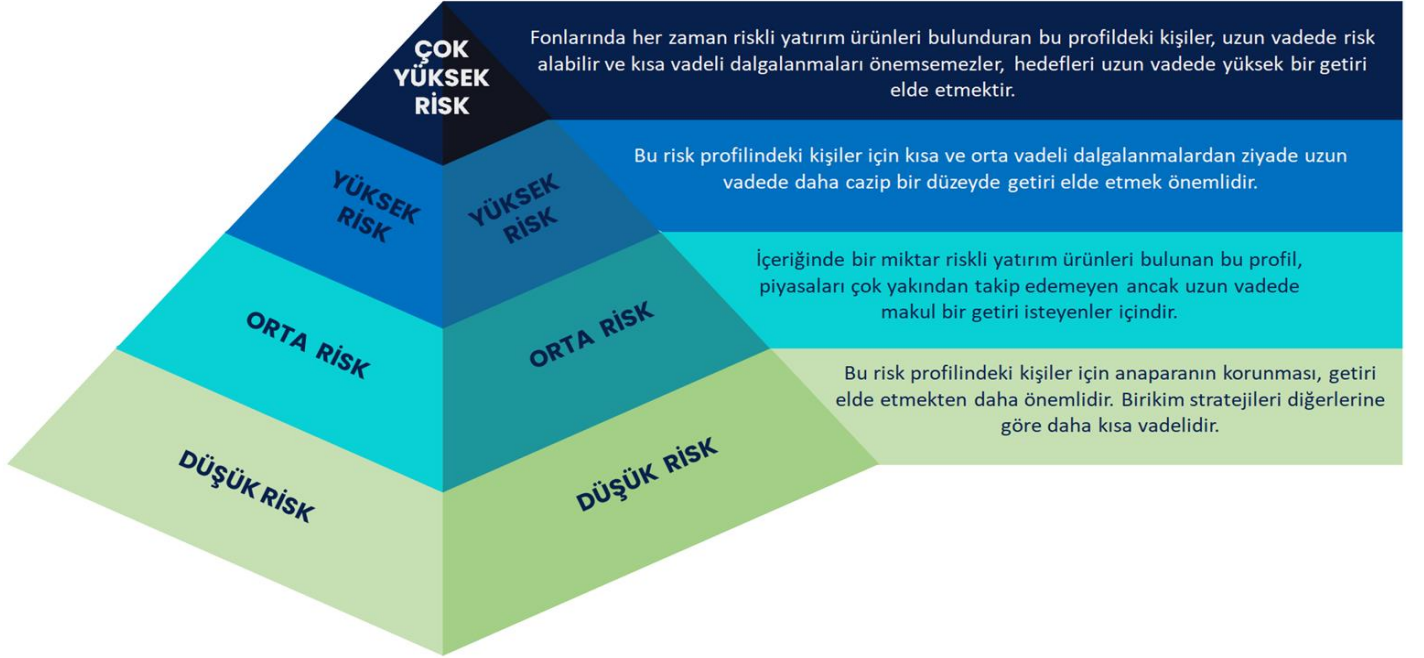 ÇOK
YÜKSEK
RİSK
Fonlarında her zaman riskli yatırım ürünleri bulunduran bu profildeki kişiler, uzun vadede risk
alabilir ve kısa vadeli dalgalanmaları önemsemezler, hedefleri uzun vadede yüksek bir getiri
elde etmektir.
YÜKSEK
RİSK
YÜKSEK
RİSK
Bu risk profilindeki kişiler için kısa ve orta vadeli dalgalanmalardan ziyade uzun
vadede daha cazip bir düzeyde getiri elde etmek önemlidir.
ORTA RİSK
ORTA RİSK
İçeriğinde bir miktar riskli yatırım ürünleri bulunan bu profil,
piyasaları çok yakından takip edemeyen ancak uzun vadede
makul bir getiri isteyenler içindir.
DÜŞÜK RİSK
DÜŞÜK RİSK
Bu risk profilindeki kişiler için anaparanın korunması, getiri
elde etmekten daha önemlidir. Birikim stratejileri diğerlerine
göre daha kısa vadelidir.